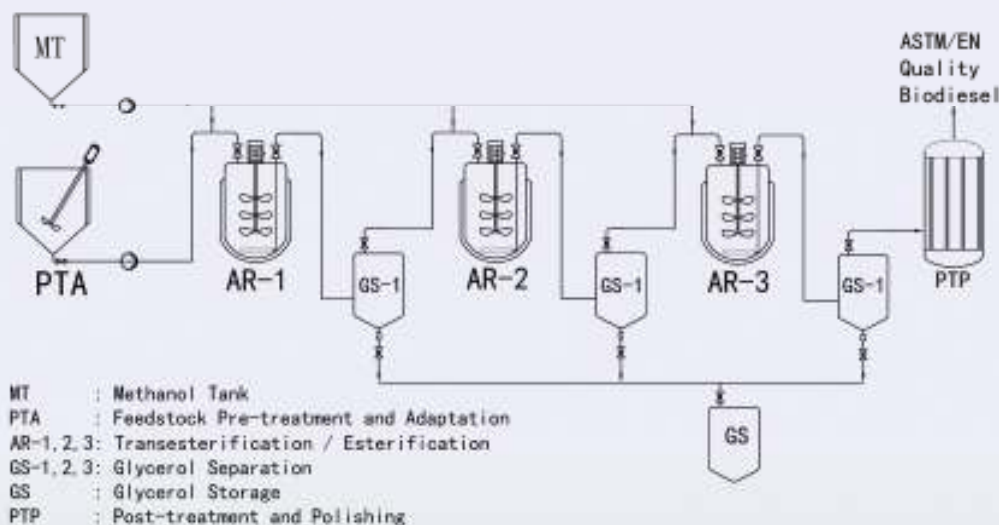 MT
ASTM/EN
Quality
Biodiesel
PTA
AR-1
GS-1
AR-2
GS-1
AR-3
GS-1
PTP
GS
MT : Methanol Tank
PTA : Feedstock Pre-treatment and Adaptation
AR-1,2,3: Transesterification / Esterification
GS-1,2,3: Glycerol Separation
GS : Glycerol Storage
PTP : Post-treatment and Polishing